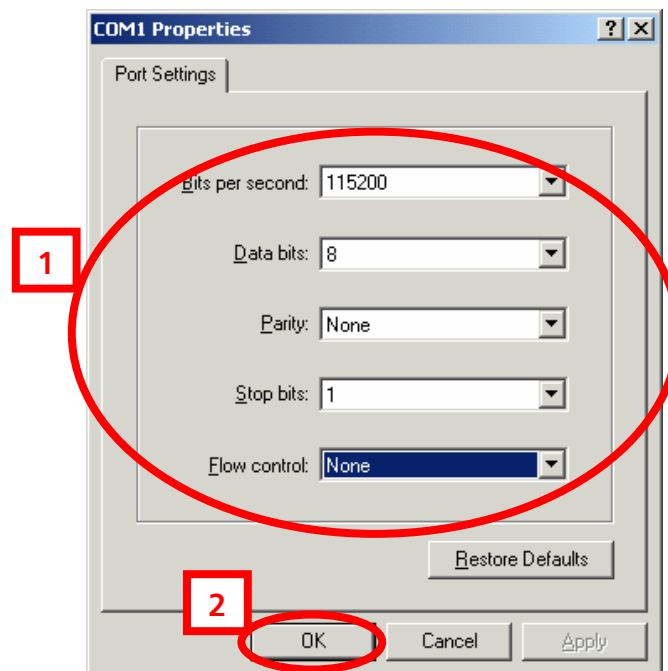 COM1 Properties
Port Settings
Bits per second: 115200
1
Data bits: 8
Parity: None
Stop bits: 1
Flow control: None
Restore Defaults
2
OK Cancel Apply